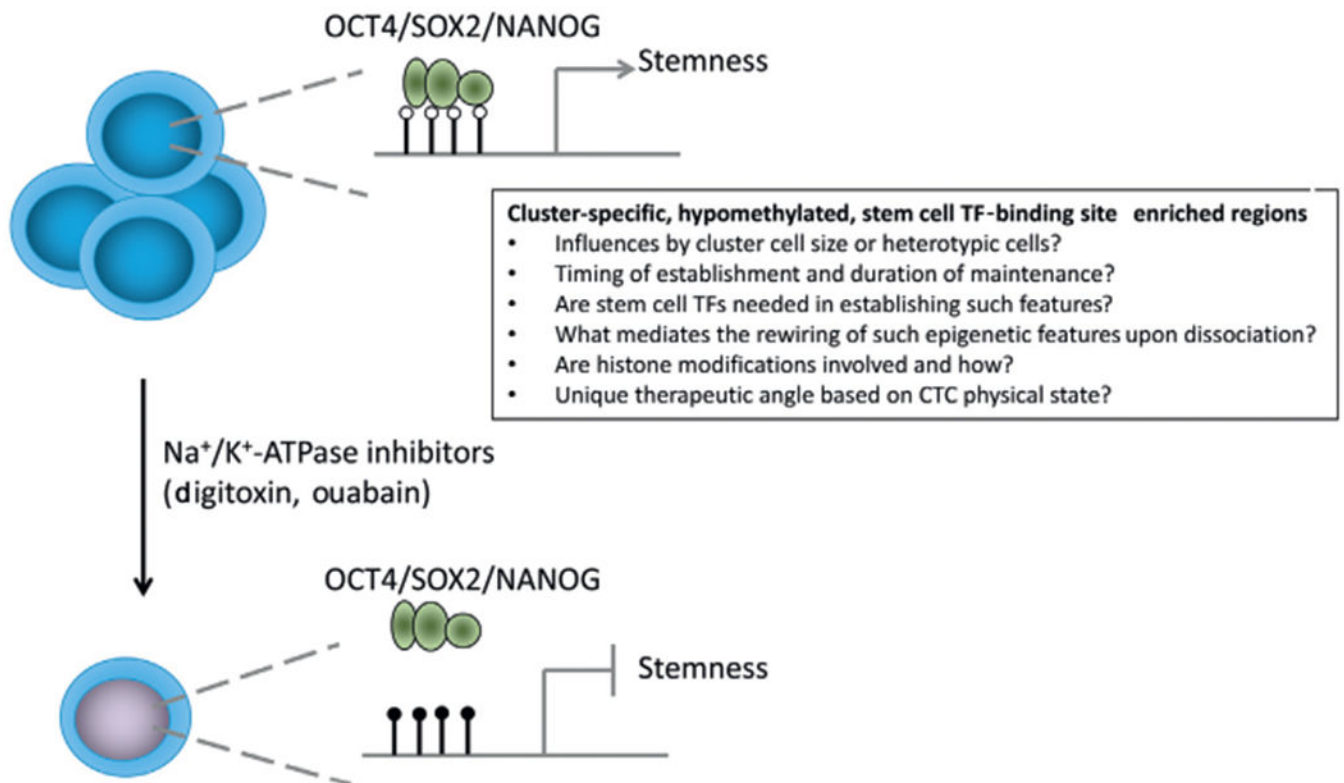 OCT4/SOX2/NANOG
Stemness
Cluster-specific, hypomethylated, stem cell TF-binding site enriched regions
• Influences by cluster cell size or heterotypic cells?
• Timing of establishment and duration of maintenance?
• Are stem cell TFs needed in establishing such features?
• What mediates the rewiring of such epigenetic features upon dissociation?
• Are histone modifications involved and how?
• Unique therapeutic angle based on CTC physical state?
Na⁺/K⁺-ATPase inhibitors
(digitoxin, ouabain)
OCT4/SOX2/NANOG
Stemness